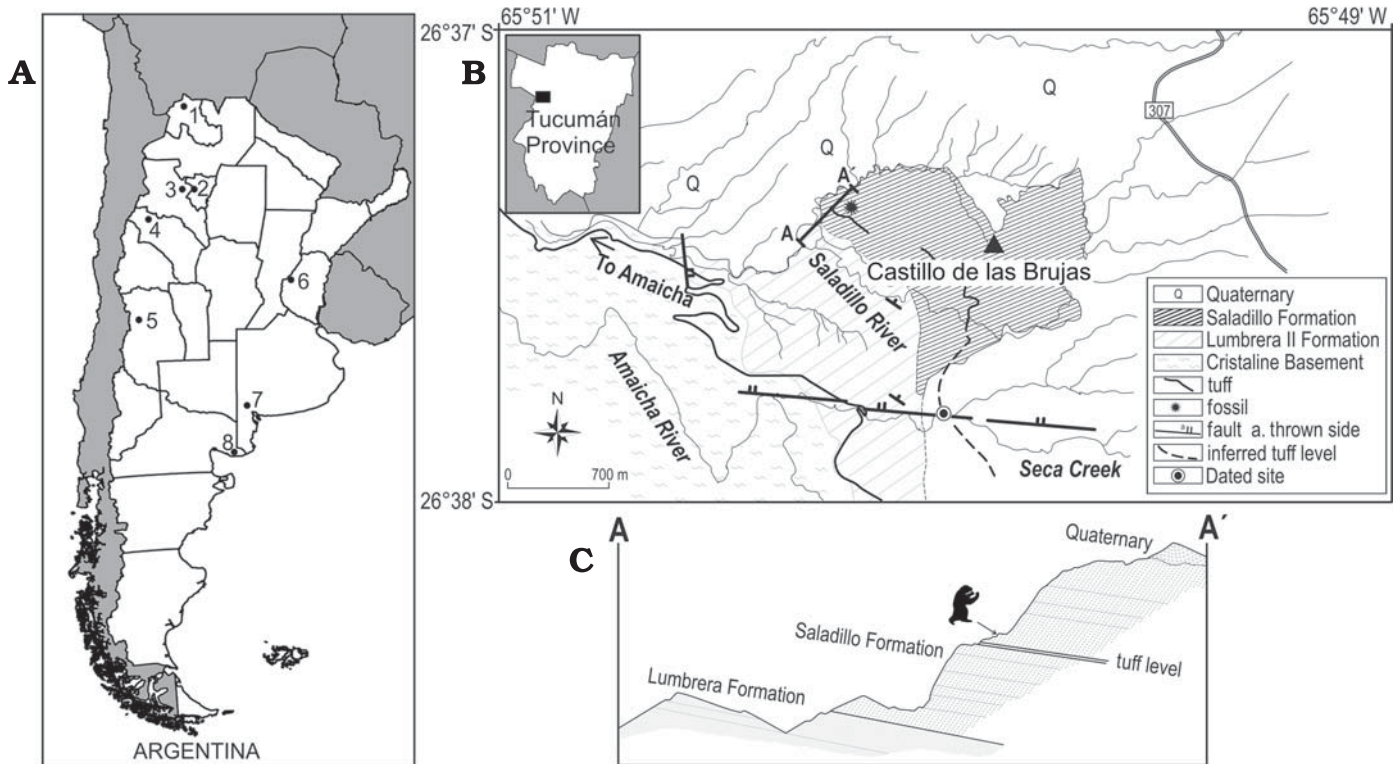 A
1
2
3
4
5
6
7
8
ARGENTINA
B
65°51' W
65°49' W
26°37' S
26°38' S
Tucumán
Province
Q
Q
Q
307
A´
A
To Amaicha
Saladillo River
Castillo de las Brujas
Amaicha River
N
0 700 m
Seca Creek
Q Quaternary
Saladillo Formation
Lumbrera II Formation
Cristaline Basement
tuff
fossil
a fault a. thrown side
inferred tuff level
Dated site
C
A
A´
Quaternary
Saladillo Formation
tuff level
Lumbrera Formation